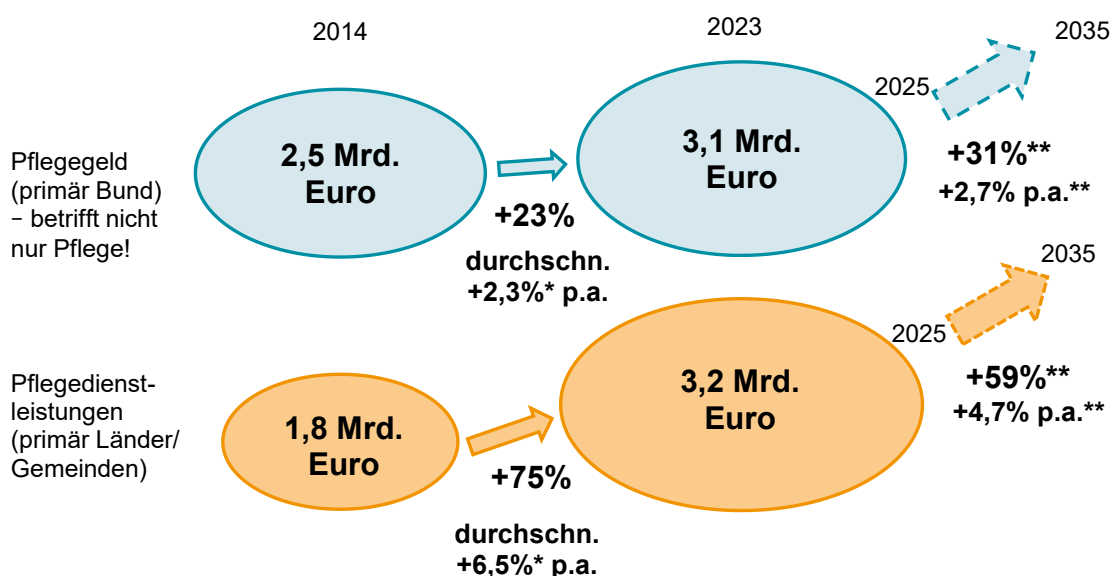 2014
2023
2035
2025
Pflegegeld
(primär Bund)
– betrifft nicht
nur Pflege!
2,5 Mrd.
Euro
+23%
durchschn.
+2,3%* p.a.
3,1 Mrd.
Euro
+31%**
+2,7% p.a.**
2035
2025
Pflegedienst-
leistungen
(primär Länder/
Gemeinden)
1,8 Mrd.
Euro
+75%
durchschn.
+6,5%* p.a.
3,2 Mrd.
Euro
+59%**
+4,7% p.a.**